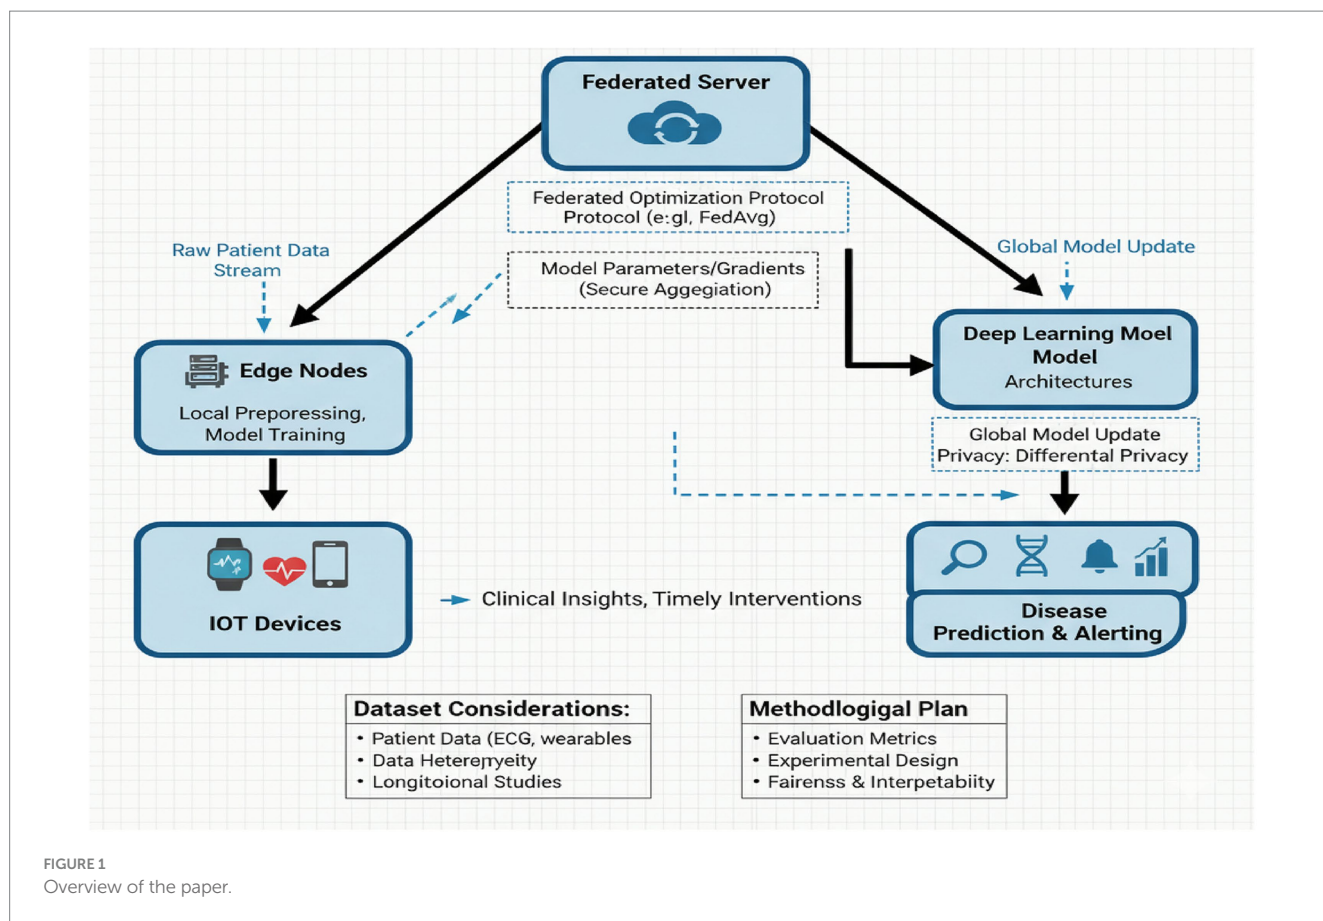 Federated Server
Federated Optimization Protocol
Protocol (e:gl, FedAvg)
Raw Patient Data
Stream
Model Parameters/Gradients
(Secure Aggegiation)
Global Model Update
Edge Nodes
Local Preporessing,
Model Training
Deep Learning Moel
Model
Architectures
Global Model Update
Privacy: Differental Privacy
IOT Devices
Clinical Insights, Timely Interventions
Disease
Prediction & Alerting
Dataset Considerations:
• Patient Data (ECG, wearables
• Data Heteromyeity
• Longitoional Studies
Methodlogigal Plan
• Evaluation Metrics
• Experimental Design
• Fairenss & Interpetabiity
FIGURE 1
Overview of the paper.